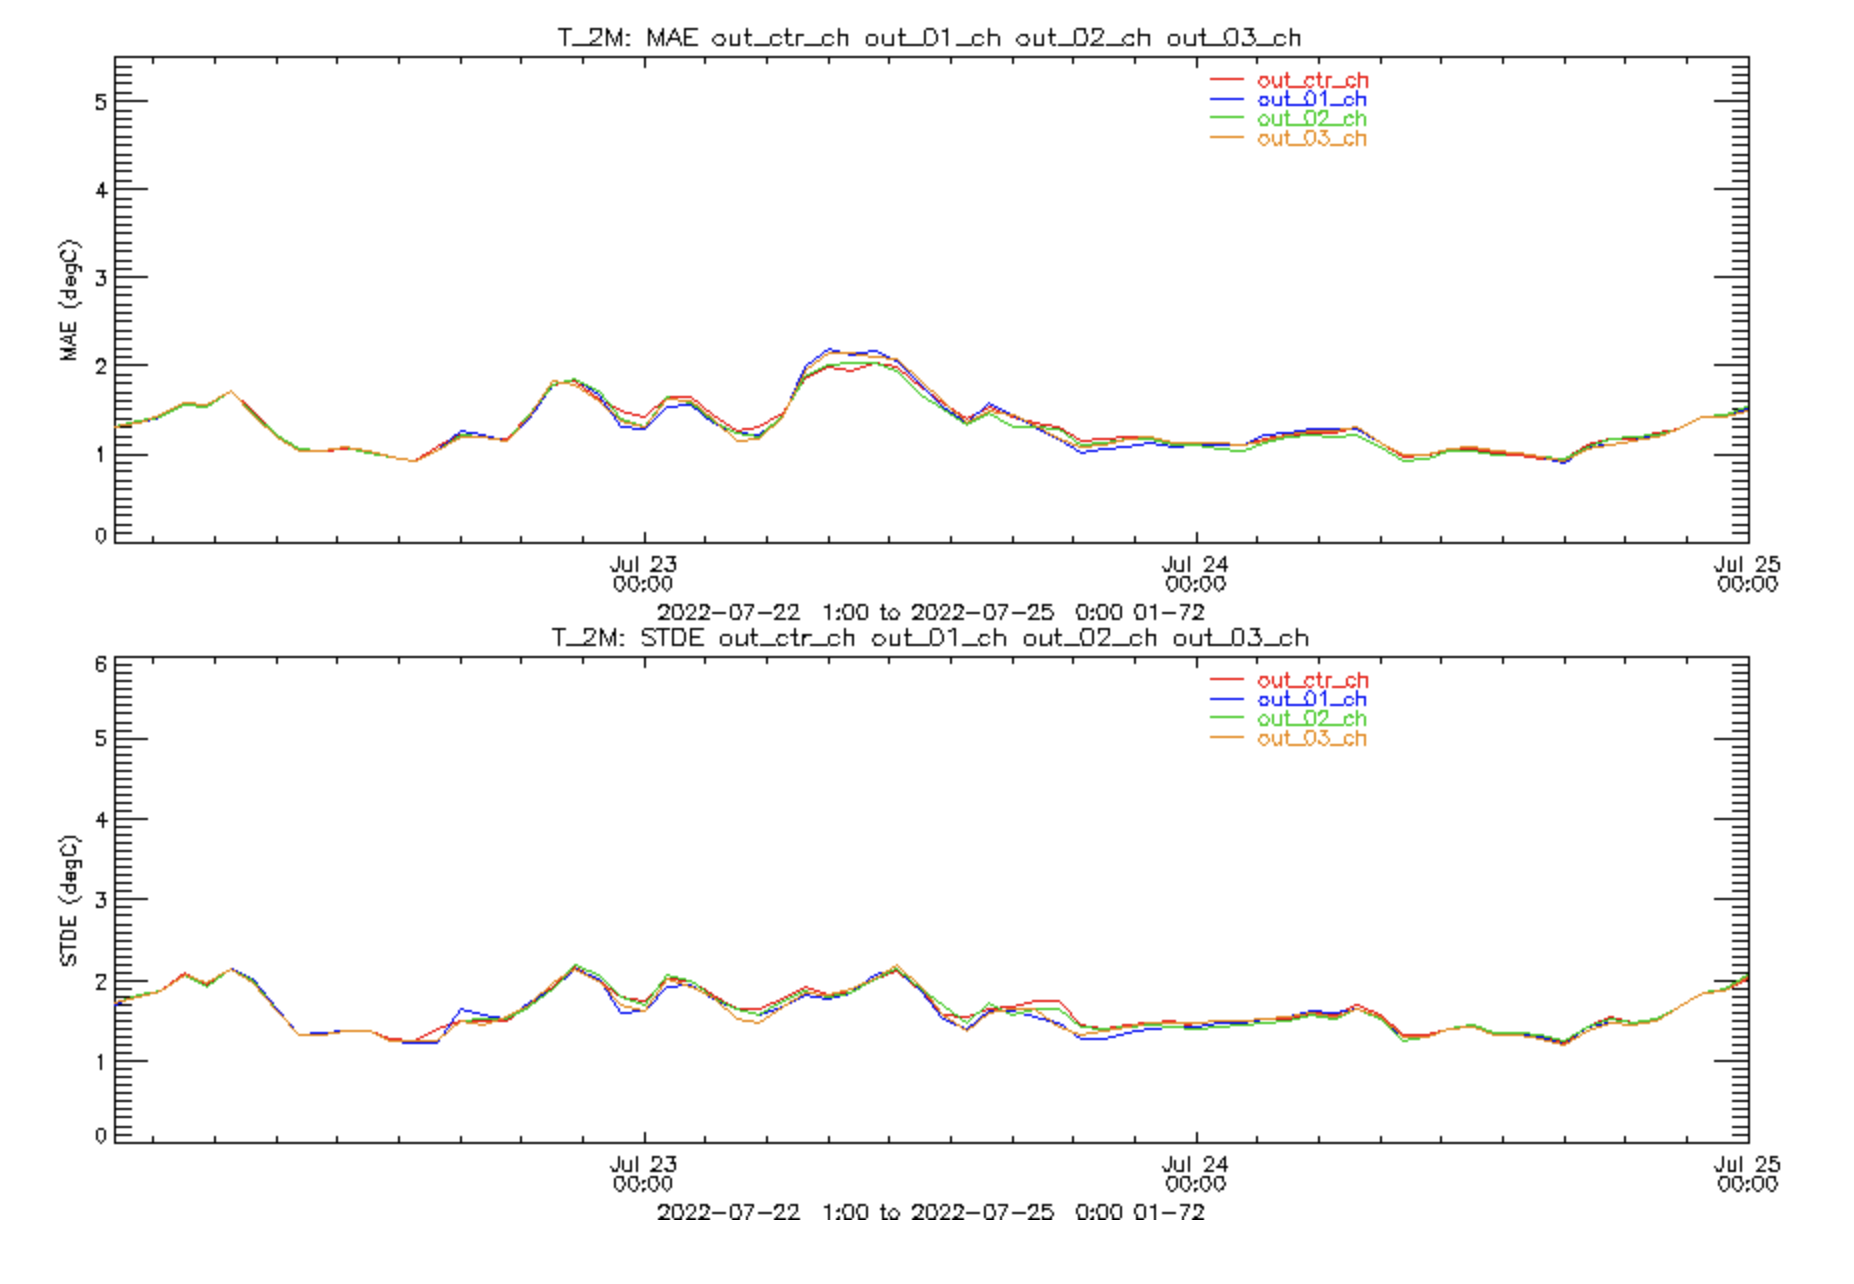 T_2M: MAE out_ctr_ch out_01_ch out_02_ch out_03_ch
out_ctr_ch
out_01_ch
out_02_ch
out_03_ch
5
4
3
2
1
0
MAE (degC)
Jul 23 Jul 24 Jul 25
00:00 00:00 00:00
2022-07-22 1:00 to 2022-07-25 0:00 01-72
T_2M: STDE out_ctr_ch out_01_ch out_02_ch out_03_ch
out_ctr_ch
out_01_ch
out_02_ch
out_03_ch
6
5
4
3
2
1
0
STDE (degC)
Jul 23 Jul 24 Jul 25
00:00 00:00 00:00
2022-07-22 1:00 to 2022-07-25 0:00 01-72